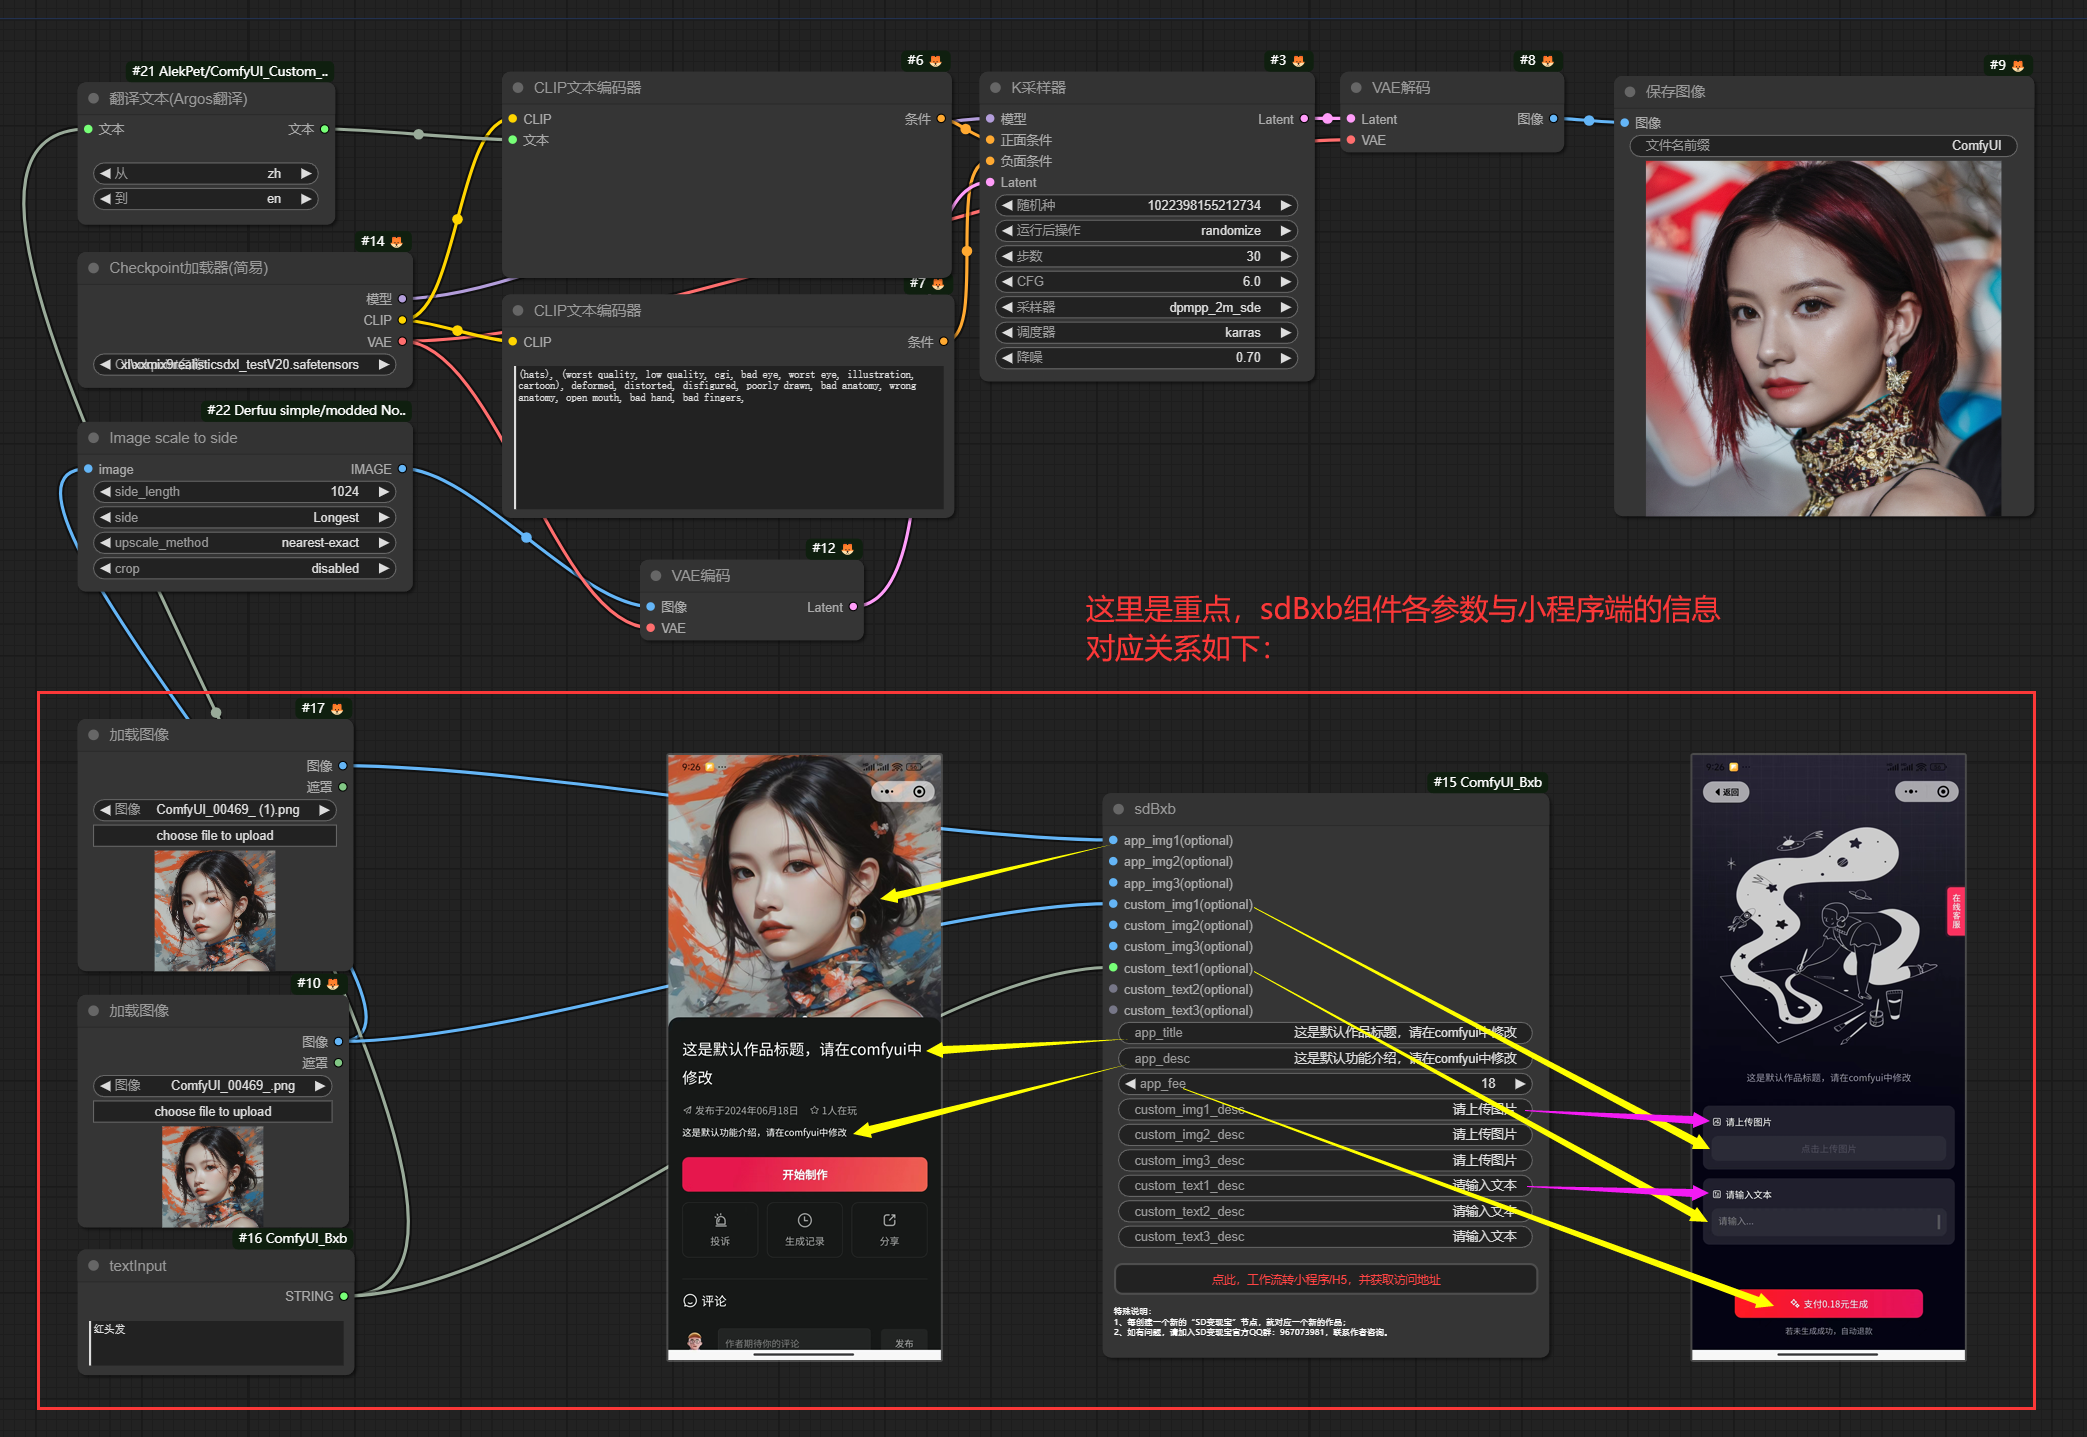 #21 AlekPet/ComfyUI_Custom_..
翻译文本(Argos翻译)
文本
文本
从
zh
到
en
#14
Checkpoint加载器(简易)
模型
CLIP
VAE
#22 Derfuu simple/modded No..
Image scale to side
image
IMAGE
side_length
1024
side
Longest
upscale_method
nearest-exact
crop
disabled
#6
CLIP文本编码器
CLIP
条件
文本
#7
CLIP文本编码器
CLIP
条件
(hats), (worst quality, low quality, cgi, bad eye, worst eye, illustration,
cartoon), deformed, distorted, disfigured, poorly drawn, bad anatomy, wrong
anatomy, open mouth, bad hand, bad fingers,
#12
VAE编码
图像
Latent
VAE
#3
K采样器
模型
Latent
正面条件
负面条件
Latent
随机种
1022398155212734
运行后操作
randomize
步数
30
CFG
6.0
采样器
dpmpp_2m_sde
调度器
karras
降噪
0.70
#8
VAE解码
Latent
图像
VAE
#9
保存图像
图像
文件名前缀
ComfyUI
这里是重点，sdBxb组件各参数与小程序端的信息
对应关系如下：
#17
加载图像
图像
遮罩
图像
ComfyUI_00469_ (1).png
choose file to upload
#10
加载图像
图像
遮罩
图像
ComfyUI_00469_.png
choose file to upload
#16 ComfyUI_Bxb
textInput
STRING
红头发
9:26
这是默认作品标题，请在comfyui中
修改
发布于2024年06月18日
1人在玩
这是默认功能介绍，请在comfyui中修改
开始制作
投诉
生成记录
分享
评论
作者期待你的评论
发布
#15 ComfyUI_Bxb
sdBxb
app_img1(optional)
app_img2(optional)
app_img3(optional)
custom_img1(optional)
custom_img2(optional)
custom_img3(optional)
custom_text1(optional)
custom_text2(optional)
custom_text3(optional)
app_title
这是默认作品标题，请在comfyui中修改
app_desc
这是默认功能介绍，请在comfyui中修改
app_fee
18
custom_img1_desc
请上传图片
custom_img2_desc
请上传图片
custom_img3_desc
请上传图片
custom_text1_desc
请输入文本
custom_text2_desc
请输入文本
custom_text3_desc
请输入文本
点此，工作流转小程序/H5，并获取访问地址
特殊说明：
1、每创建一个新的“SD变现宝”节点，就对应一个新的作品；
2、如有问题，请加入SD变现宝官方QQ群：967073981，联系作者咨询。
9:26
返回
在线客服
这是默认作品标题，请在comfyui中修改
请上传图片
点击上传图片
请输入文本
请输入...
支付0.18元生成
若未生成成功，自动退款